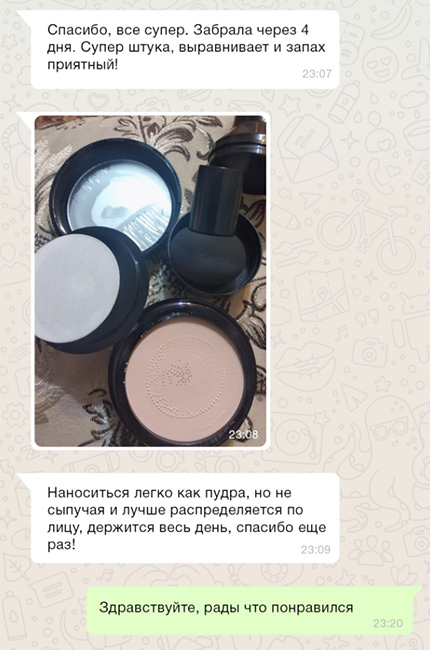 Спасибо, все супер. Забрала через 4
дня. Супер штука, выравнивает и запах
приятный!
23:07
23:08
Наноситься легко как пудра, но не
сыпучая и лучше распределяется по
лицу, держится весь день, спасибо еще
раз!
23:09
Здравствуйте, рады что понравился
23:20